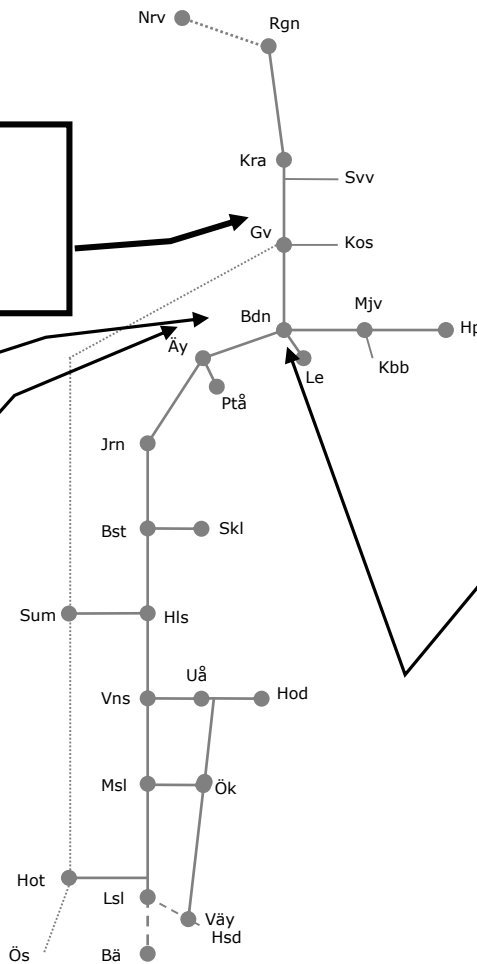 Nrv
Rgn
Kra
Svv
Gv
Kos
Bdn
Mjv
Äy
Le
Kbb
Ptå
Jrn
Bst
Skl
Sum
Hls
Uå
Vns
Hod
Msl
Ök
Hot
Lsl
Väy
Hsd
Ös
Bä